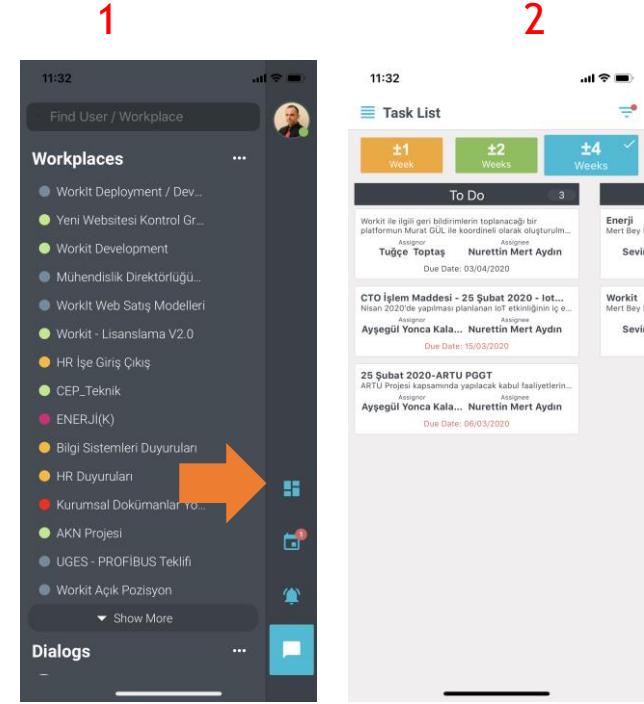 1
2
11:32
Find User / Workplace
Workplaces
WorkIt Deployment / Dev...
Yeni Websitesi Kontrol Gr...
Workit Development
Mühendislik Direktörlüğü...
WorkIt Web Satış Modelleri
Workit - Lisanslama V2.0
HR İşe Giriş Çıkış
CEP_Teknik
ENERJİ(K)
Bilgi Sistemleri Duyuruları
HR Duyuruları
Kurumsal Dokümanlar Yö...
AKN Projesi
UGES - PROFİBUS Teklifi
Workit Açık Pozisyon
Show More
Dialogs
1
11:32
Task List
±1 Week
±2 Weeks
±4 Weeks
To Do 3
Workit ile ilgili geri bildirimlerin toplanacağı bir
platformun Murat GÜL ile koordineli olarak oluşturulm...
Assignor Assignee
Tuğçe Toptaş Nurettin Mert Aydın
Due Date: 03/04/2020
CTO İşlem Maddesi - 25 Şubat 2020 - Iot...
Nisan 2020'de yapılması planlanan IoT etkinliğinin iç e...
Assignor Assignee
Ayşegül Yonca Kala... Nurettin Mert Aydın
Due Date: 15/03/2020
25 Şubat 2020-ARTU PGGT
ARTU Projesi kapsamında yapılacak kabul faaliyetlerin...
Assignor Assignee
Ayşegül Yonca Kala... Nurettin Mert Aydın
Due Date: 06/03/2020
Enerji
Mert Bey
Sevin
Workit
Mert Bey
Sevin